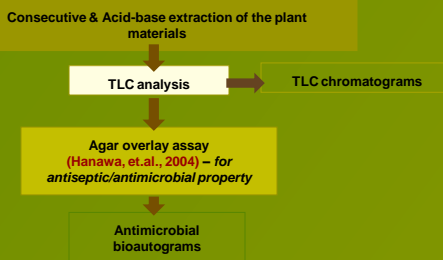 Consecutive & Acid-base extraction of the plant
materials
TLC analysis
TLC chromatograms
Agar overlay assay
(Hanawa, et.al., 2004) – for
antiseptic/antimicrobial property
Antimicrobial
bioautograms